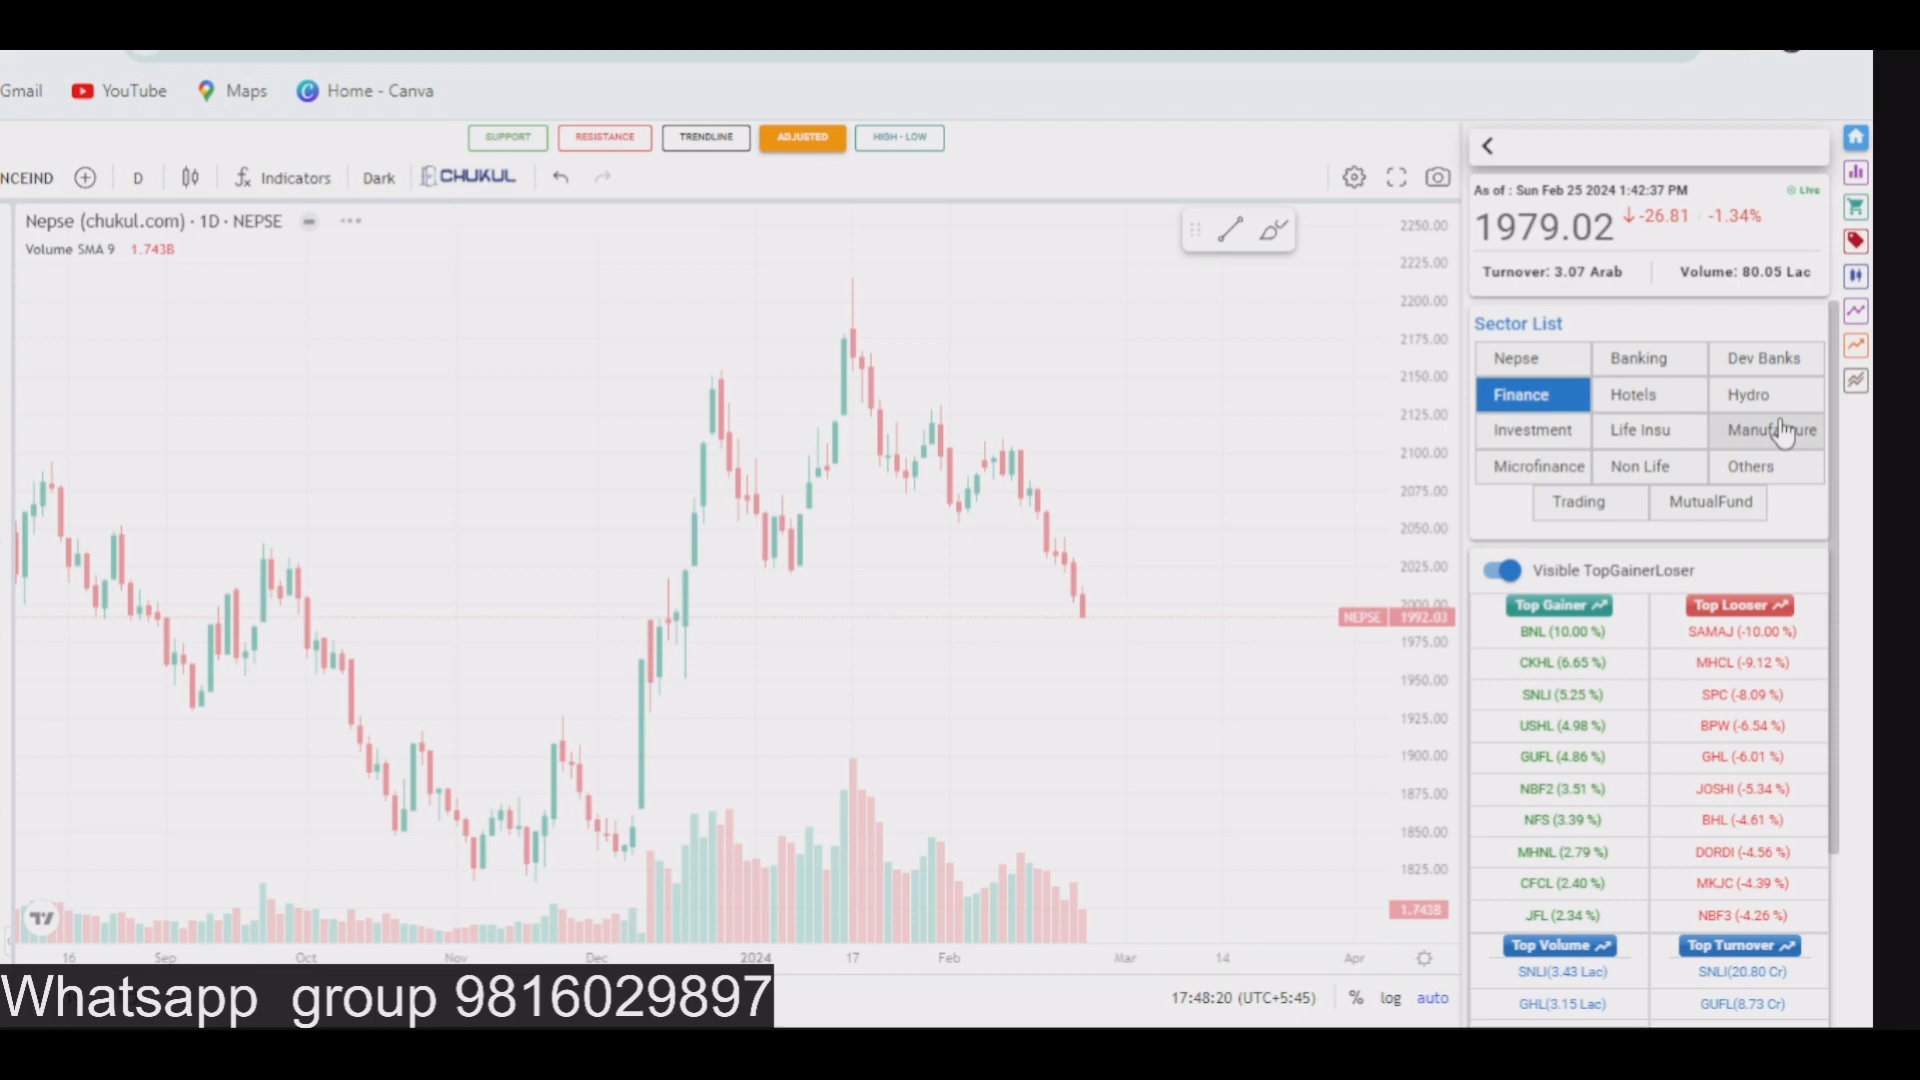 Gmail YouTube Maps Home - Canva
SUPPORT RESISTANCE TRENDLINE ADJUSTED HIGH - LOW
NCEIND D Indicators Dark CHUKUL
Nepse (chukul.com) · 1D · NEPSE
Volume SMA 9 1.743B
2250.00
2225.00
2200.00
2175.00
2150.00
2125.00
2100.00
2075.00
2050.00
2025.00
2000.00
NEPSE 1992.03
1975.00
1950.00
1925.00
1900.00
1875.00
1850.00
1825.00
1.743B
16 Sep Oct Nov Dec 2024 17 Feb Mar 14 Apr
17:48:20 (UTC+5:45) % log auto
As of : Sun Feb 25 2024 1:42:37 PM Live
1979.02 -26.81 -1.34%
Turnover: 3.07 Arab Volume: 80.05 Lac
Sector List
Nepse Banking Dev Banks
Finance Hotels Hydro
Investment Life Insu Manufacture
Microfinance Non Life Others
Trading MutualFund
Visible TopGainerLoser
Top Gainer Top Looser
BNL (10.00 %) SAMAJ (-10.00 %)
CKHL (6.65 %) MHCL (-9.12 %)
SNLI (5.25 %) SPC (-8.09 %)
USHL (4.98 %) BPW (-6.54 %)
GUFL (4.86 %) GHL (-6.01 %)
NBF2 (3.51 %) JOSHI (-5.34 %)
NFS (3.39 %) BHL (-4.61 %)
MHNL (2.79 %) DORDI (-4.56 %)
CFCL (2.40 %) MKJC (-4.39 %)
JFL (2.34 %) NBF3 (-4.26 %)
Top Volume Top Turnover
SNLI(3.43 Lac) SNLI(20.80 Cr)
GHL(3.15 Lac) GUFL(8.73 Cr)
Whatsapp group 9816029897